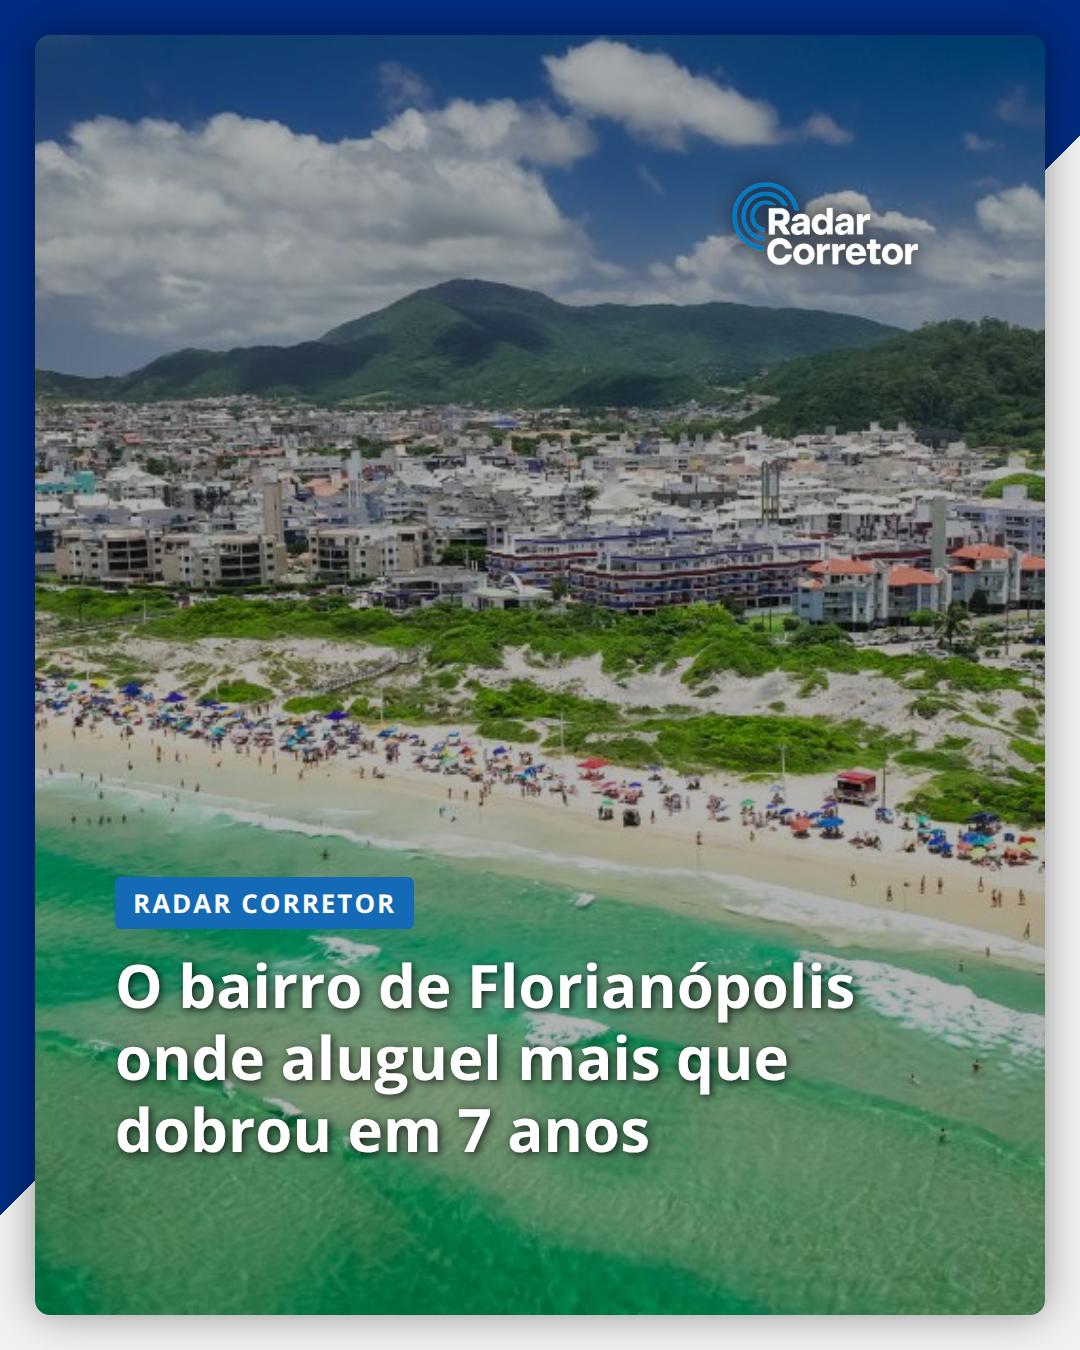 Radar
Corretor
RADAR CORRETOR
O bairro de Florianópolis
onde aluguel mais que
dobrou em 7 anos